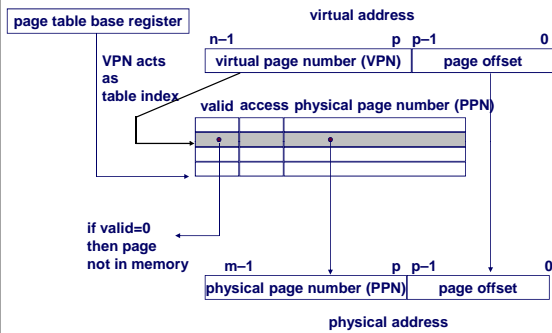 page table base register
virtual address
n–1 p p–1 0
virtual page number (VPN) page offset
VPN acts
as
table index
valid access physical page number (PPN)
if valid=0
then page
not in memory
m–1 p p–1 0
physical page number (PPN) page offset
physical address